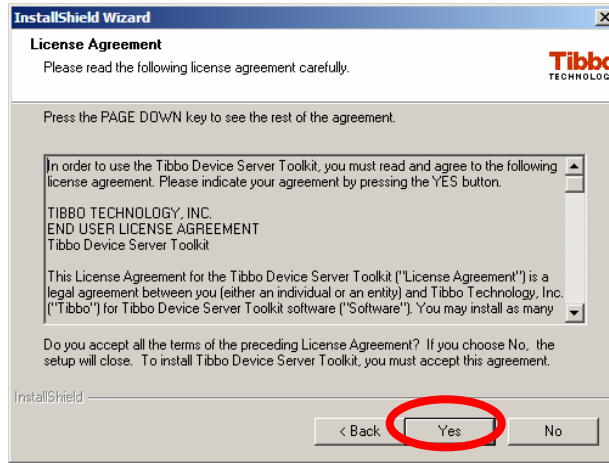 InstallShield Wizard
License Agreement
Please read the following license agreement carefully.
Tibbo
TECHNOLOG
Press the PAGE DOWN key to see the rest of the agreement.
In order to use the Tibbo Device Server Toolkit, you must read and agree to the following
license agreement. Please indicate your agreement by pressing the YES button.
TIBBO TECHNOLOGY, INC.
END USER LICENSE AGREEMENT
Tibbo Device Server Toolkit
This License Agreement for the Tibbo Device Server Toolkit ("License Agreement") is a
legal agreement between you (either an individual or an entity) and Tibbo Technology, Inc.
("Tibbo") for Tibbo Device Server Toolkit software ("Software"). You may install as many
Do you accept all the terms of the preceding License Agreement? If you choose No, the
setup will close. To install Tibbo Device Server Toolkit, you must accept this agreement.
InstallShield
< Back Yes No